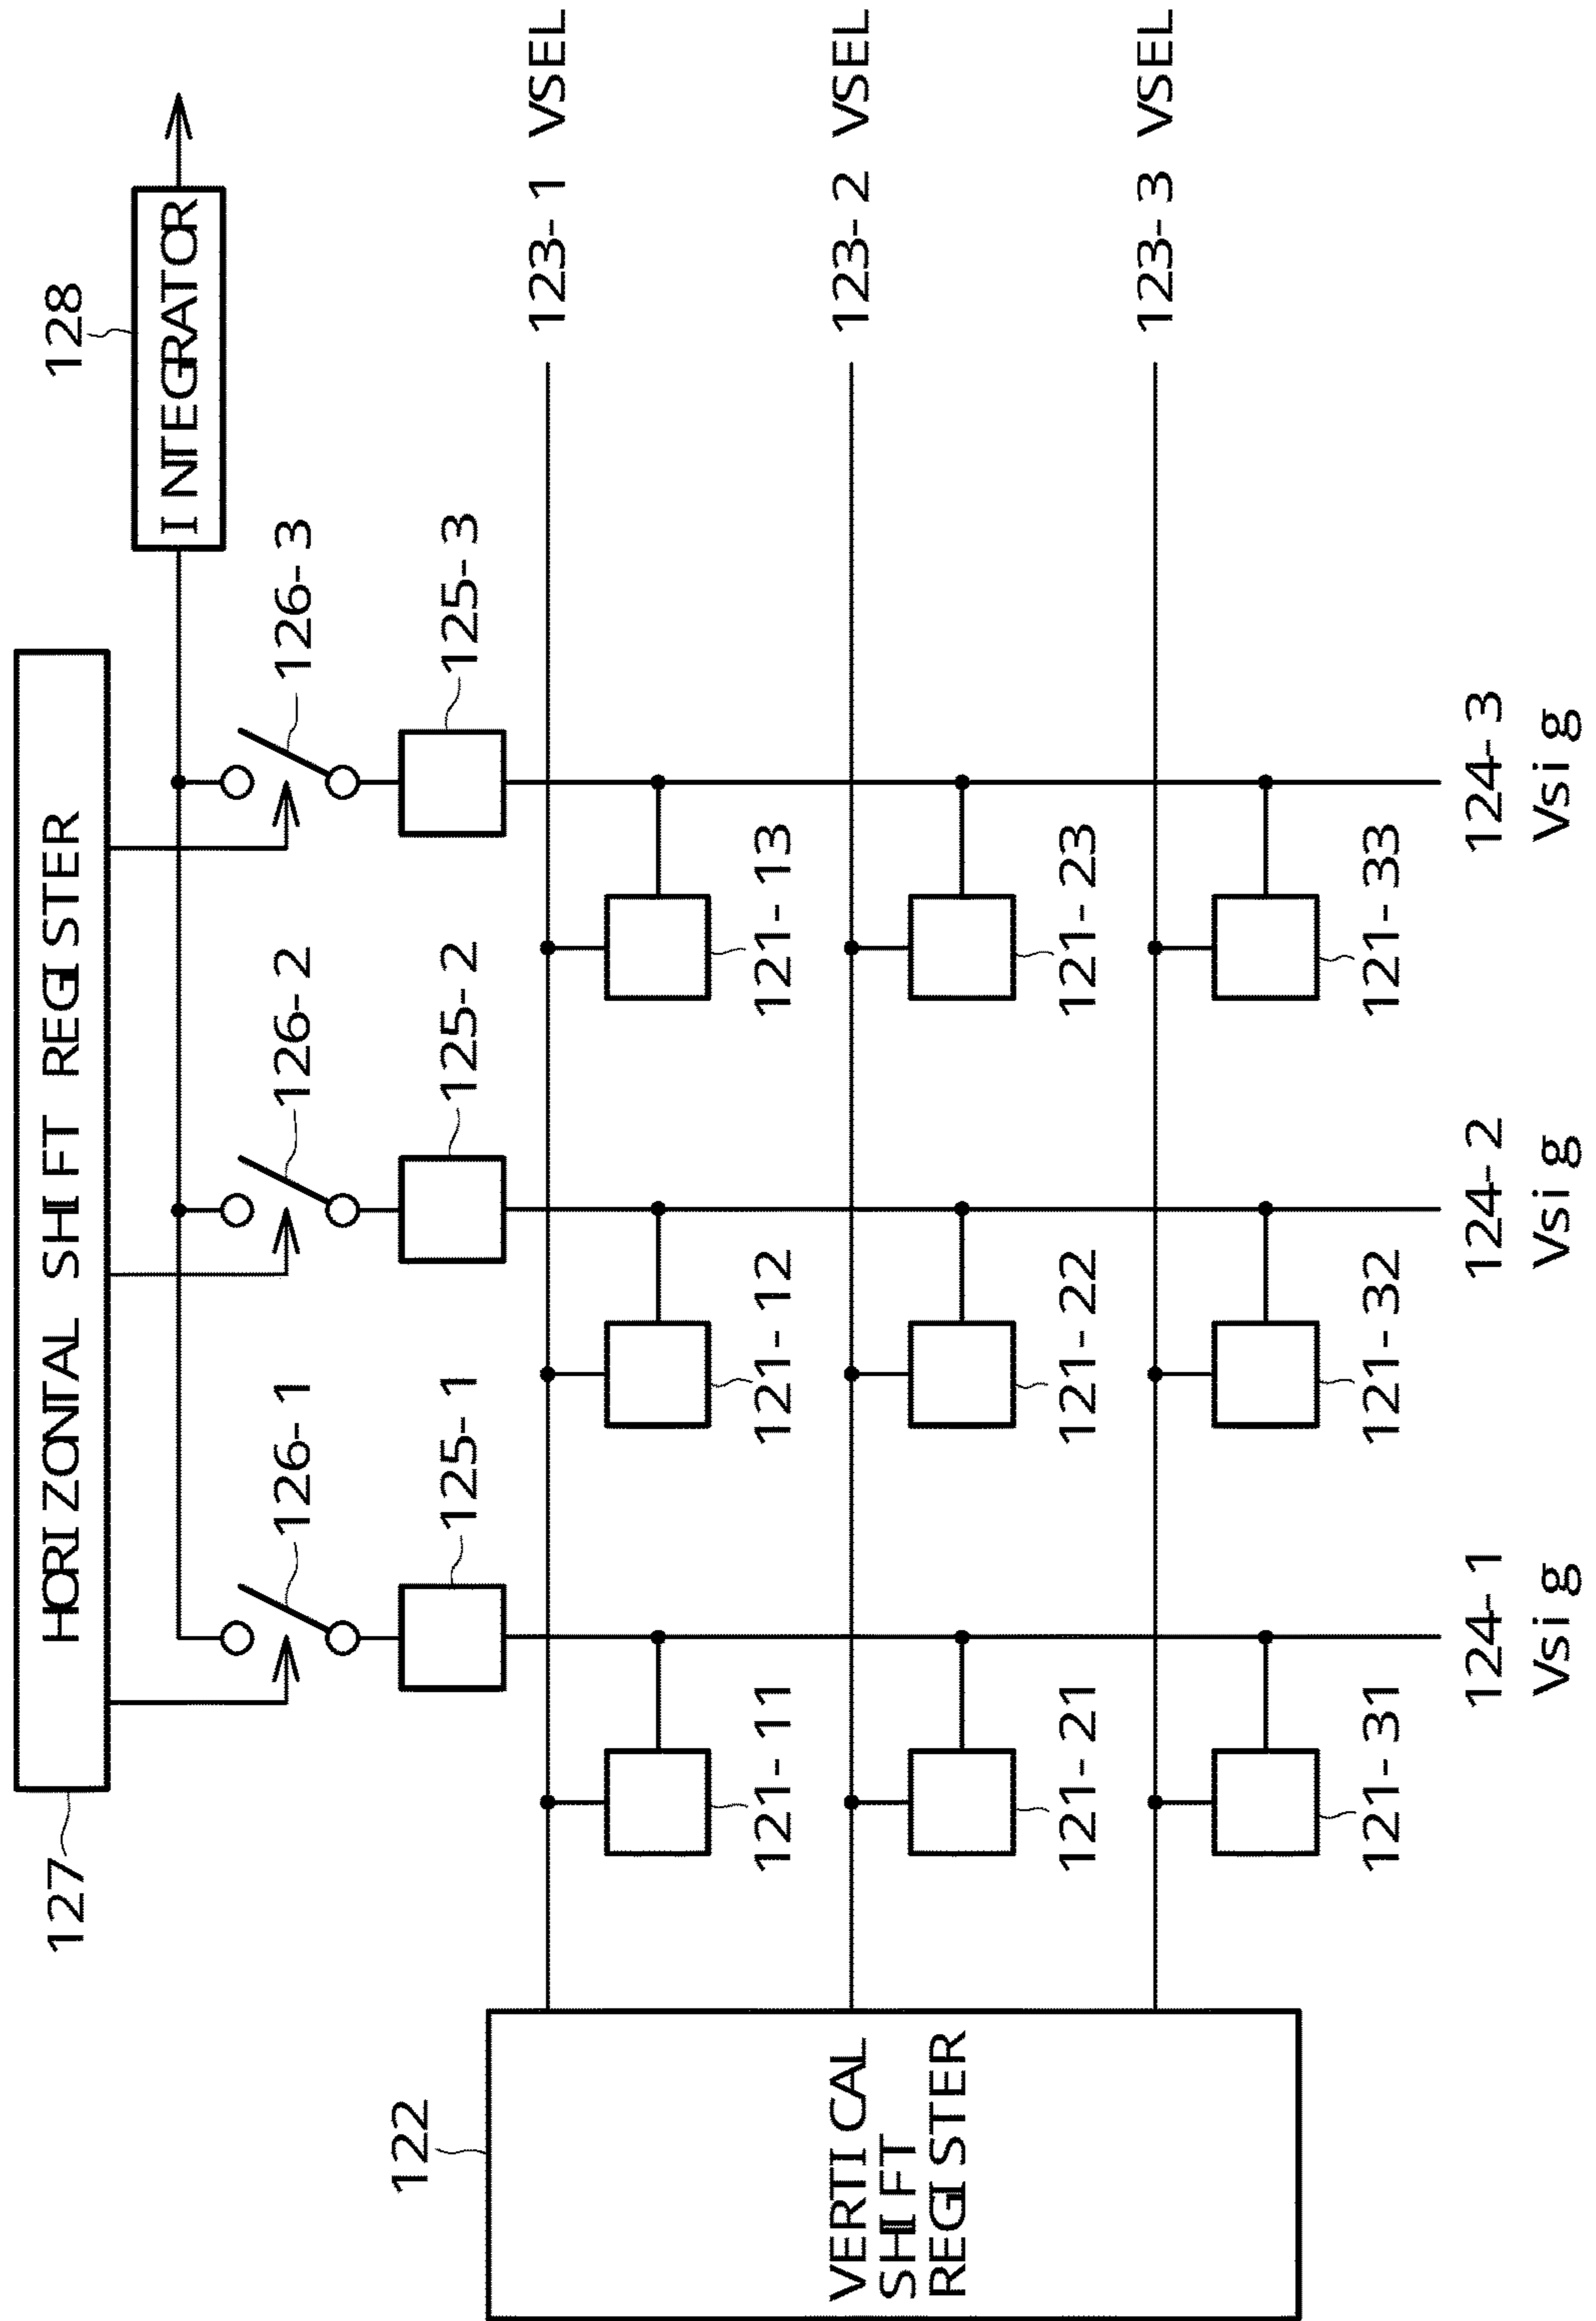 127
HORIZONTAL SHIFT REGISTER
128
INTEGRATOR
126-1
126-2
126-3
125-1
125-2
125-3
122
VERTICAL
SHIFT
REGISTER
123-1 VSEL
121-11
121-12
121-13
123-2 VSEL
121-21
121-22
121-23
123-3 VSEL
121-31
121-32
121-33
124-1
Vsig
124-2
Vsig
124-3
Vsig